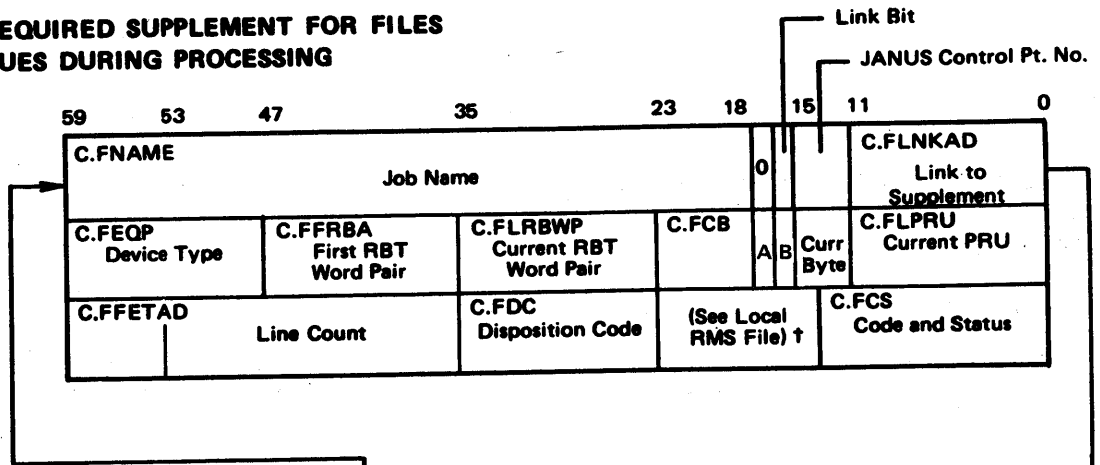 EQUIRED SUPPLEMENT FOR FILES
UES DURING PROCESSING
Link Bit
JANUS Control Pt. No.
59 53 47 35 23 18 15 11 0
C.FNAME
Job Name
0
C.FLNKAD
Link to
Supplement
C.FEQP
Device Type
C.FFRBA
First RBT
Word Pair
C.FLRBWP
Current RBT
Word Pair
C.FCB
A
B
Curr
Byte
C.FLPRU
Current PRU
C.FFETAD
Line Count
C.FDC
Disposition Code
(See Local
RMS File) †
C.FCS
Code and Status